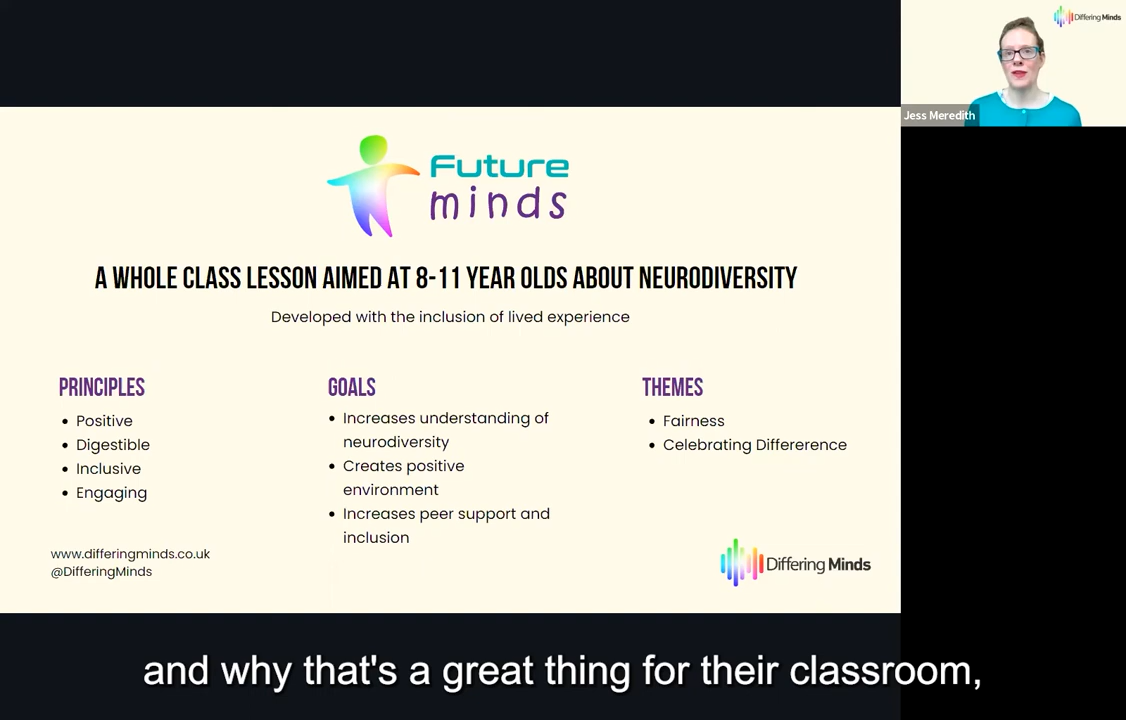 Differing Minds
Jess Meredith
Future
minds
A WHOLE CLASS LESSON AIMED AT 8-11 YEAR OLDS ABOUT NEURODIVERSITY
Developed with the inclusion of lived experience
PRINCIPLES
• Positive
• Digestible
• Inclusive
• Engaging
GOALS
• Increases understanding of
neurodiversity
• Creates positive
environment
• Increases peer support and
inclusion
THEMES
• Fairness
• Celebrating Differerence
www.differingminds.co.uk
@DifferingMinds
Differing Minds
and why that's a great thing for their classroom,